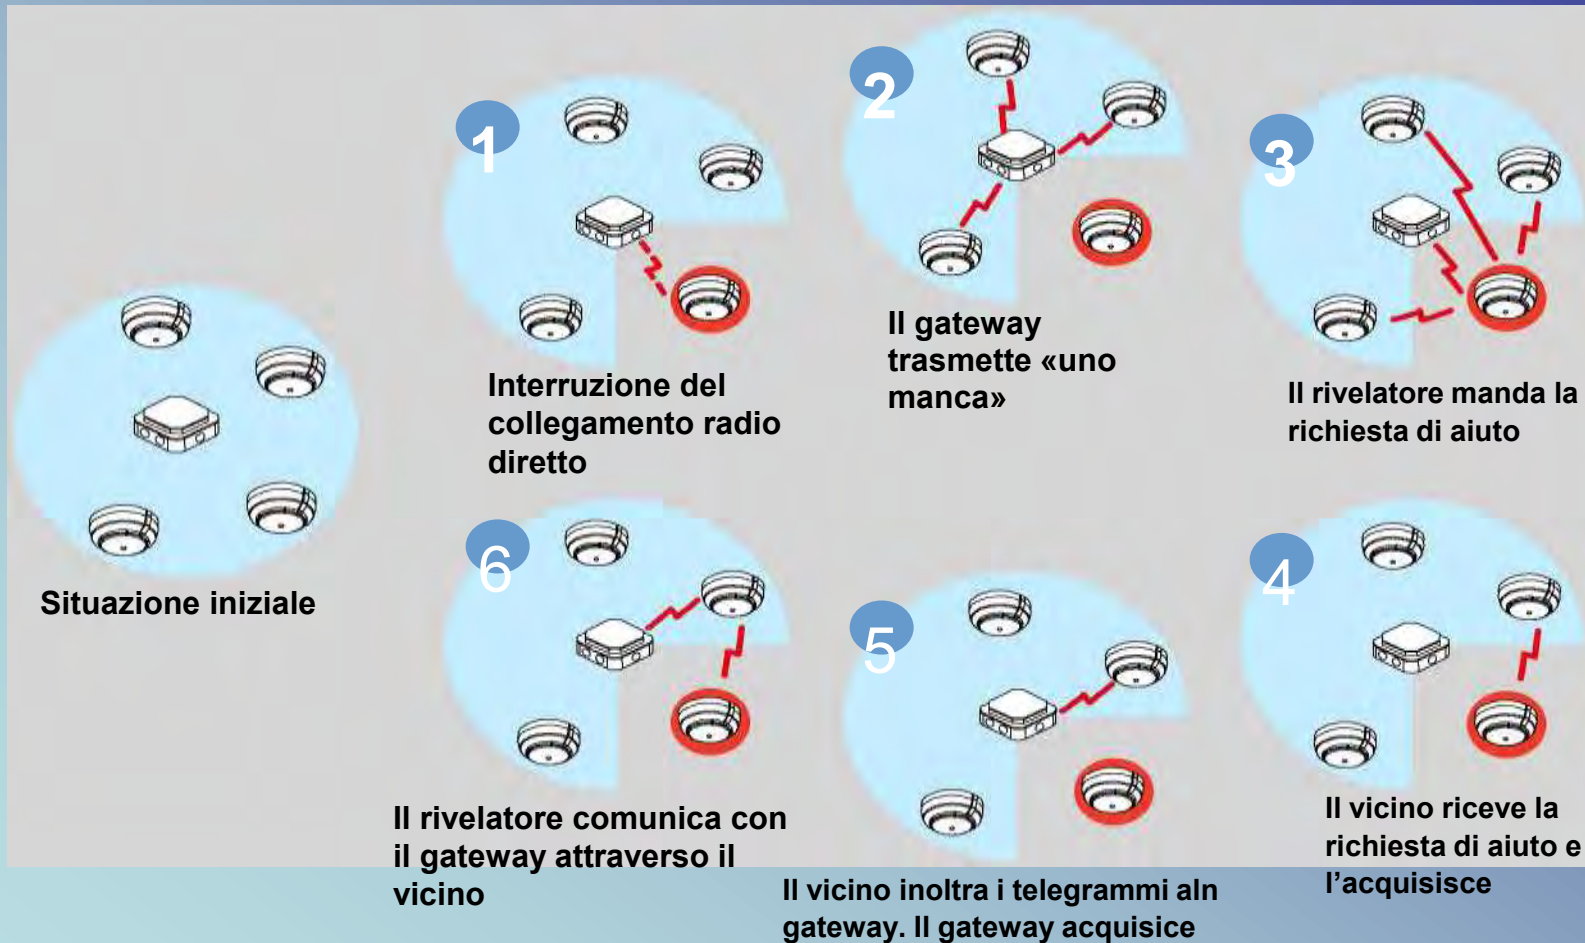 Situazione iniziale
1
Interruzione del
collegamento radio
diretto
2
Il gateway
trasmette «uno
manca»
3
Il rivelatore manda la
richiesta di aiuto
4
Il vicino riceve la
richiesta di aiuto e
l’acquisisce
5
Il vicino inoltra i telegrammi aln
gateway. Il gateway acquisice
6
Il rivelatore comunica con
il gateway attraverso il
vicino